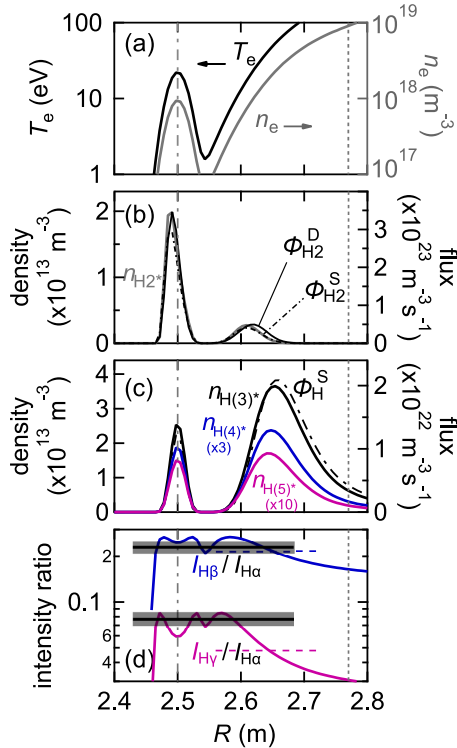 (a)
T_e (eV)
100
10
1
T_e
n_e
10^19
10^18
10^17
n_e (m^-3)
(b)
density
(x10^13 m^-3)
2
1
0
n_H2*
Φ_H2^D
Φ_H2^S
3
2
1
0
flux
(x10^23 m^-3 s^-1)
(c)
density
(x10^13 m^-3)
4
3
2
1
0
n_H(3)*
Φ_H^S
n_H(4)*
(x3)
n_H(5)*
(x10)
2
1
0
flux
(x10^22 m^-3 s^-1)
(d)
intensity ratio
2
0.1
8
6
4
I_Hβ / I_Hα
I_Hγ / I_Hα
2.4 2.5 2.6 2.7 2.8
R (m)